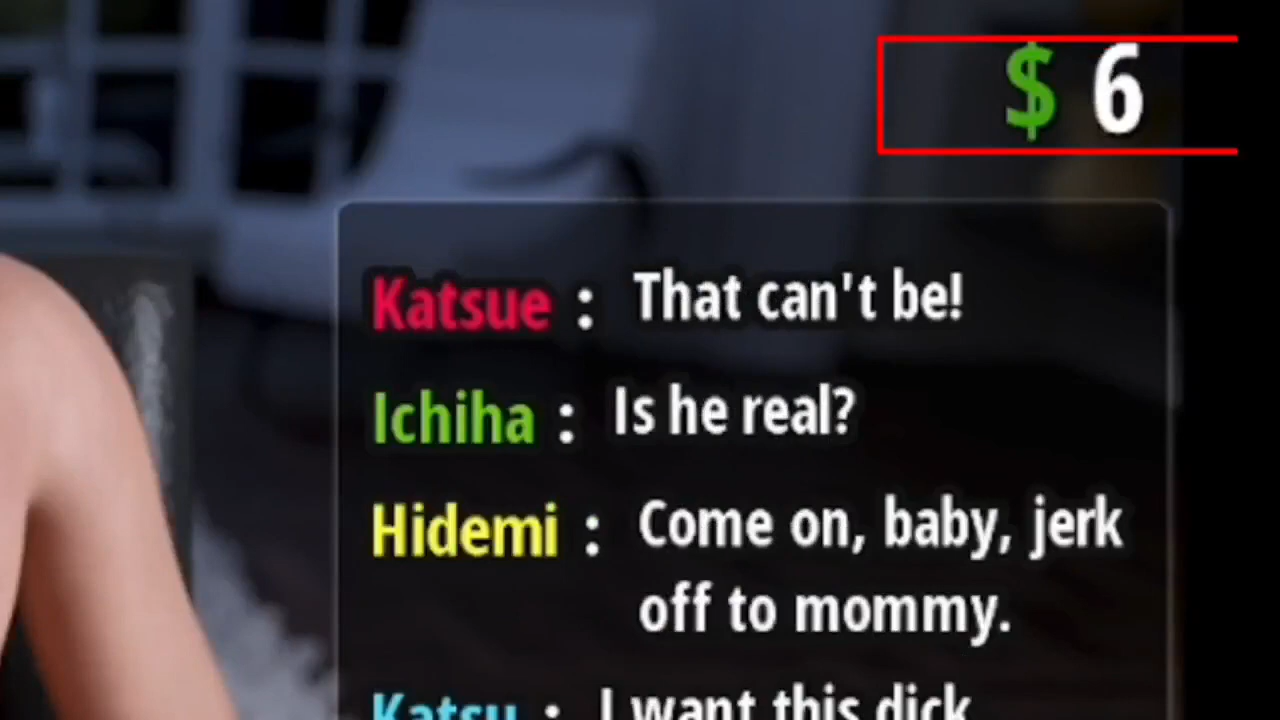 $ 6
Katsue : That can't be!
Ichiha : Is he real?
Hidemi : Come on, baby, jerk
off to mommy.
Katsu : I want this dick